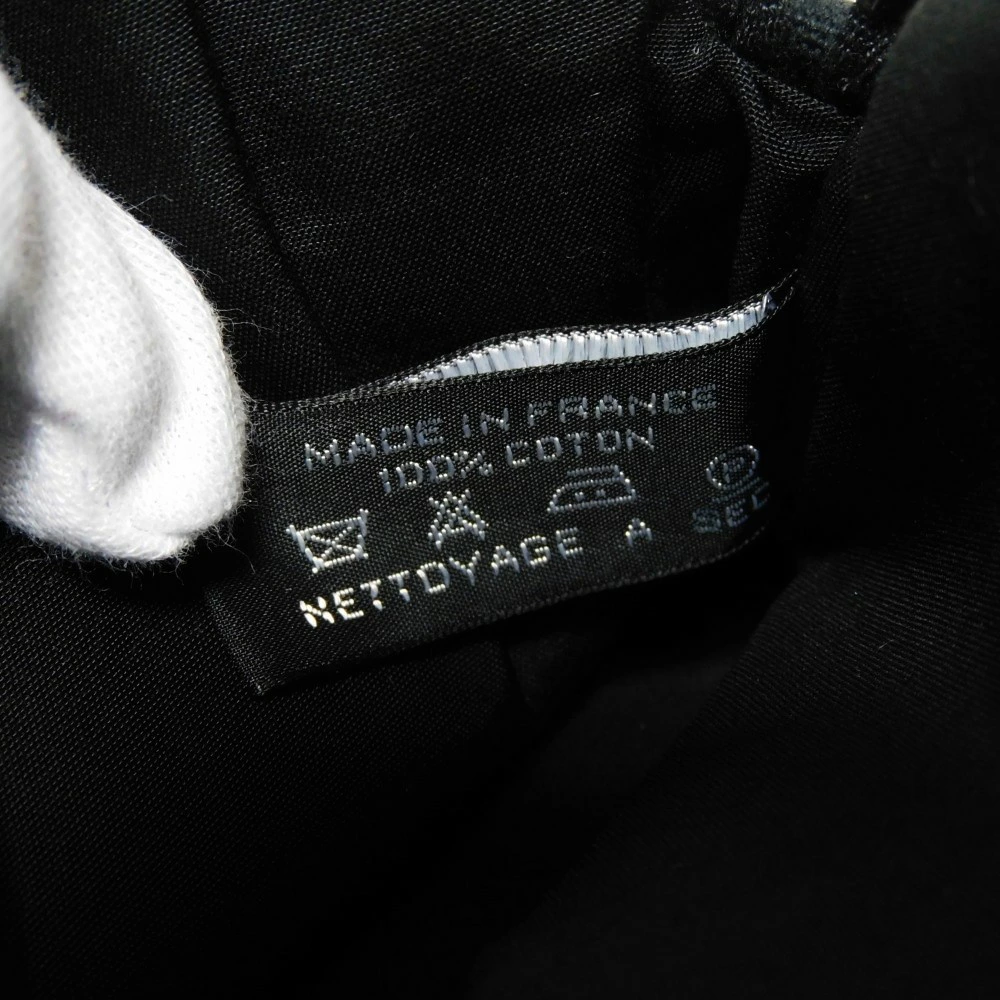 MADE IN FRANCE
100% COTON
P
NETTOYAGE A SEC